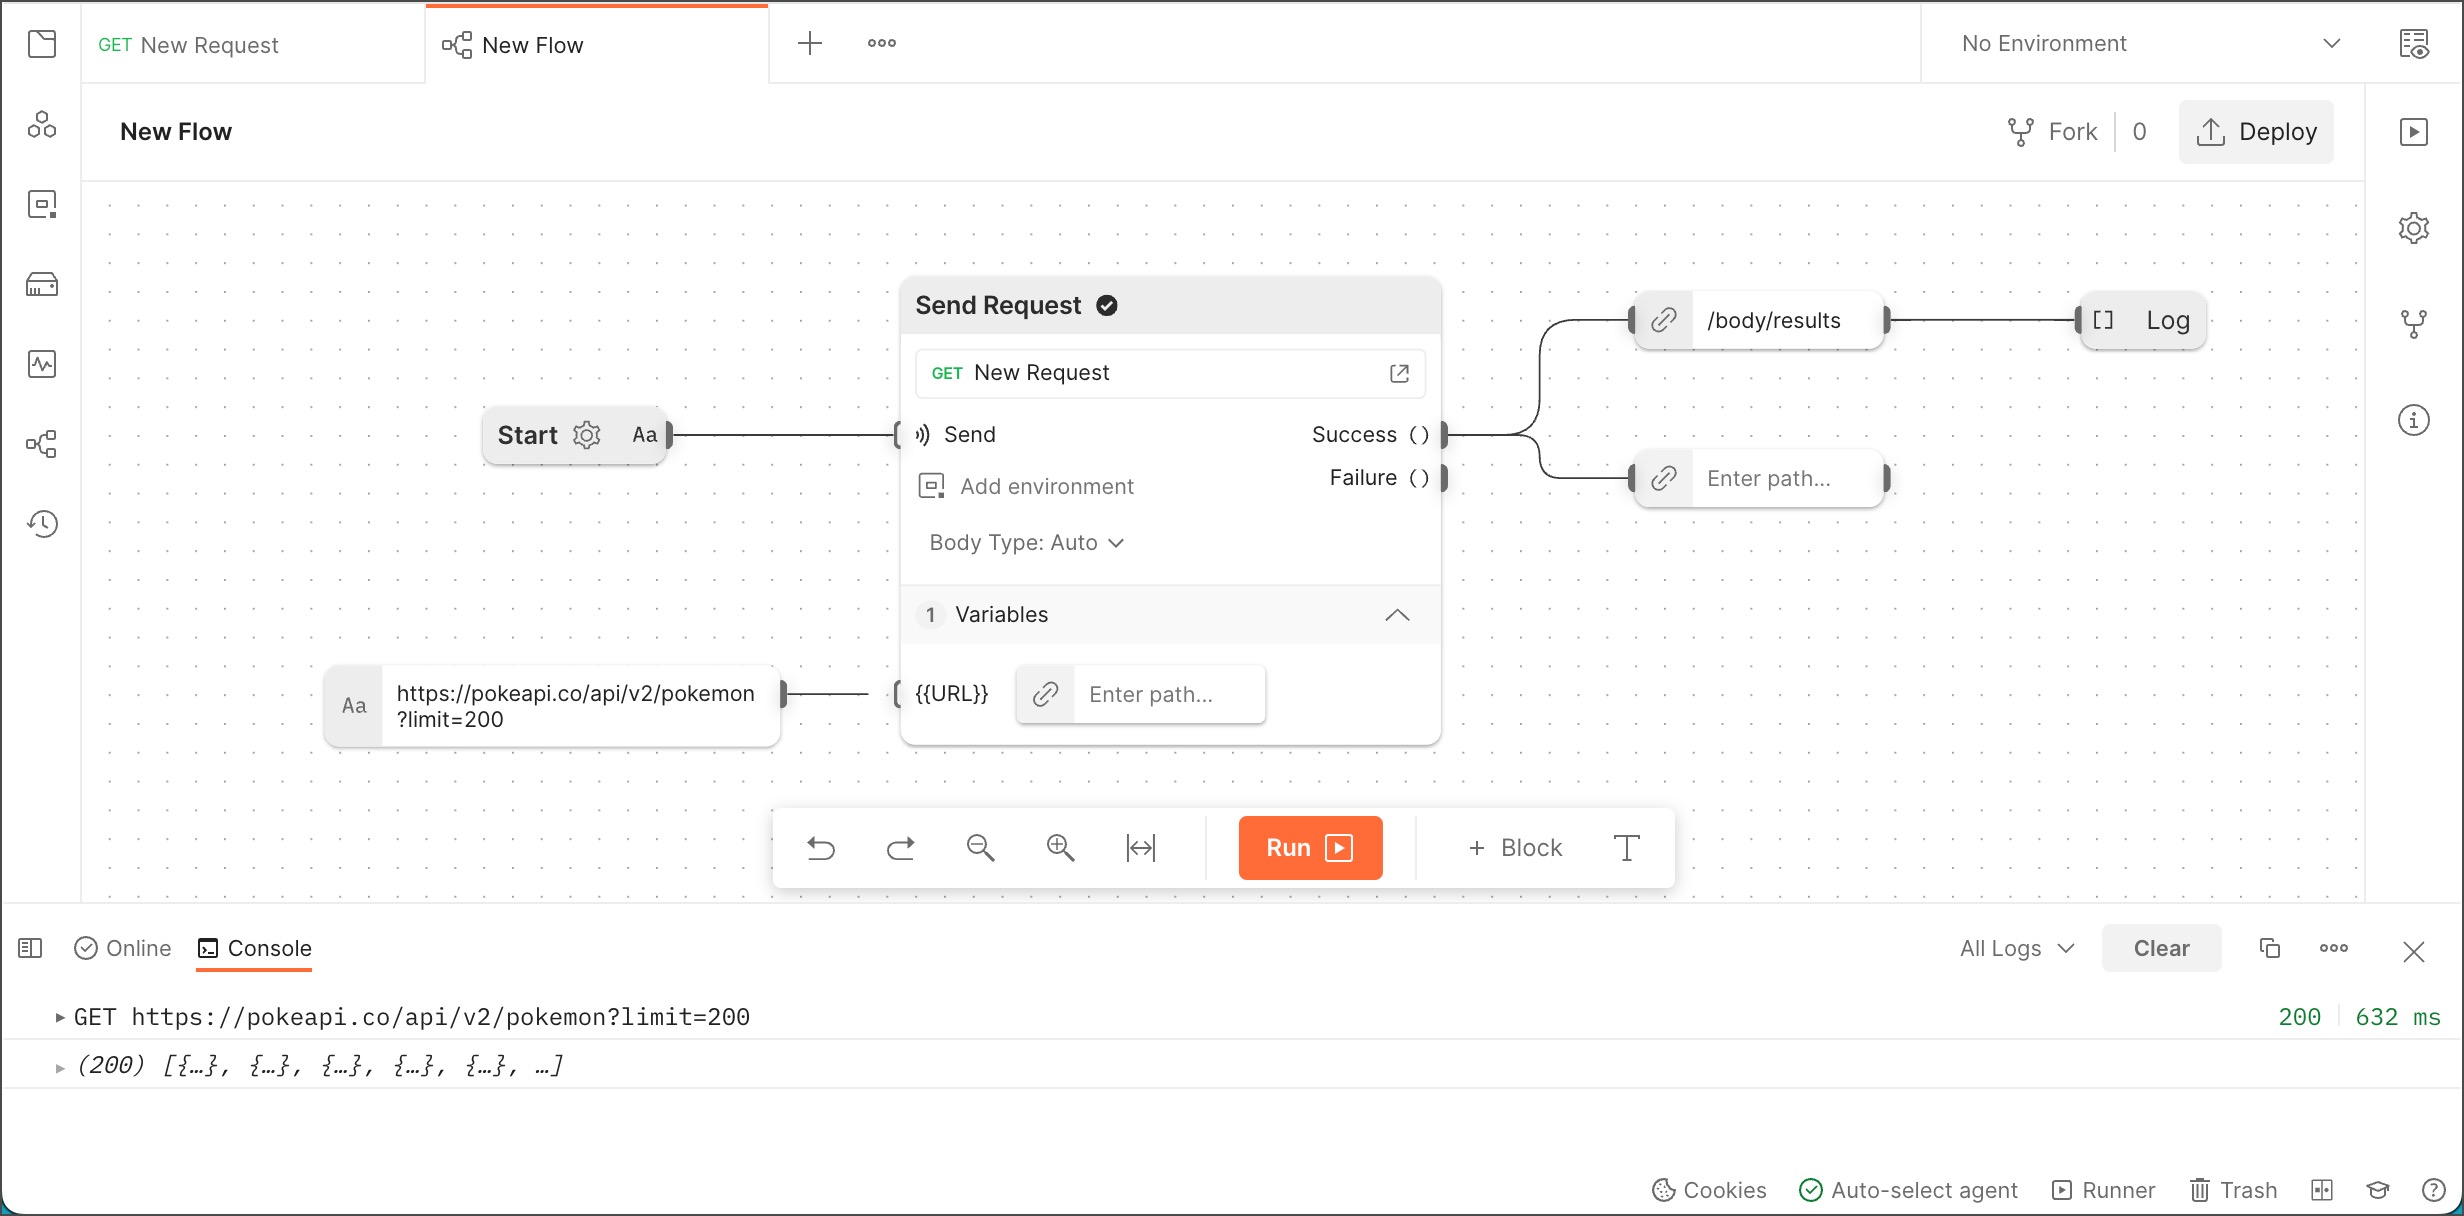 GET New Request
New Flow
No Environment
New Flow
Fork
0
Deploy
Send Request
GET New Request
Start
Aa
Send
Success ()
Add environment
Failure ()
Body Type: Auto
1 Variables
Aa
https://pokeapi.co/api/v2/pokemon
?limit=200
{{URL}}
Enter path...
/body/results
[] Log
Enter path...
Run
+ Block
T
Online
Console
All Logs
Clear
GET https://pokeapi.co/api/v2/pokemon?limit=200
200
632 ms
(200) [{…}, {…}, {…}, {…}, {…}, …]
Cookies
Auto-select agent
Runner
Trash